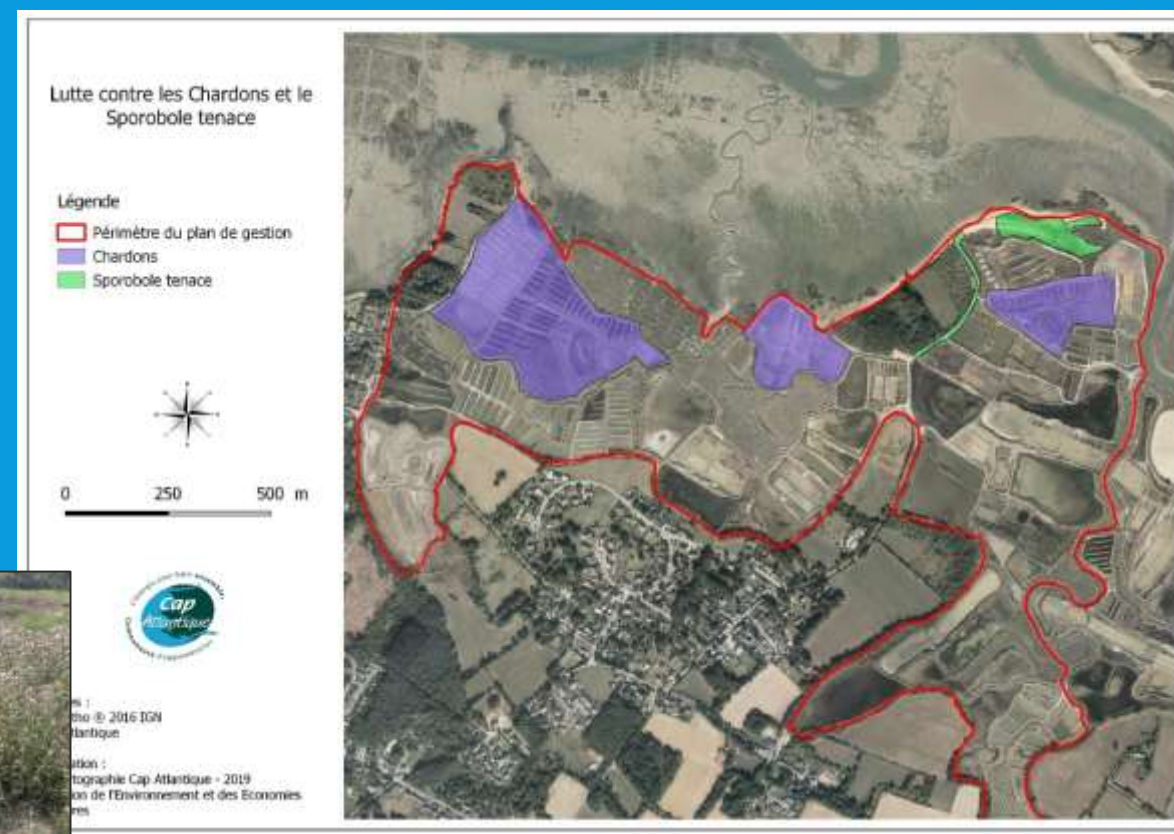 Lutte contre les Chardons et le
Sporobole tenace
Légende
Périmètre du plan de gestion
Chardons
Sporobole tenace
0 250 500 m
Cap
Atlantique
es :
tho ® 2016 IGN
tlantique
ation :
tographie Cap Atlantique - 2019
ion de l'Environnement et des Economies
res